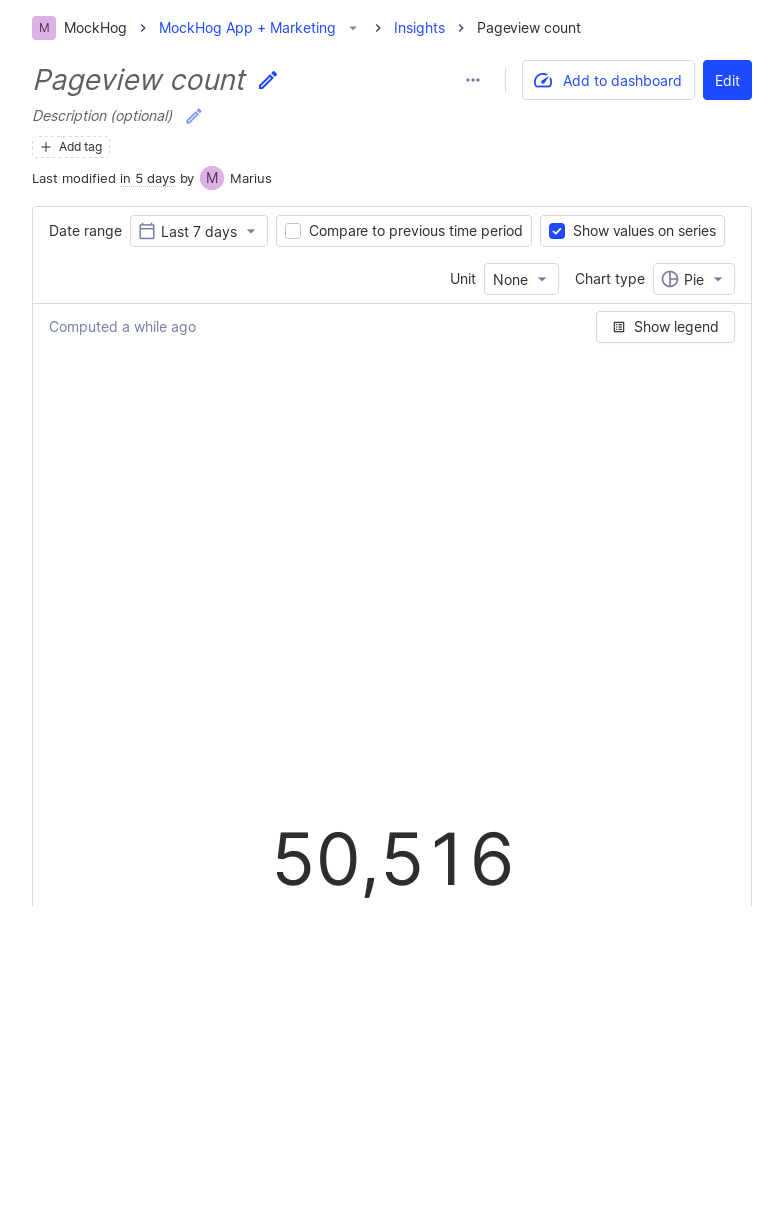 M MockHog MockHog App + Marketing Insights Pageview count
Pageview count Add to dashboard Edit
Description (optional)
Add tag
Last modified in 5 days by M Marius
Date range Last 7 days Compare to previous time period Show values on series
Unit None Chart type Pie
Computed a while ago Show legend
50,516